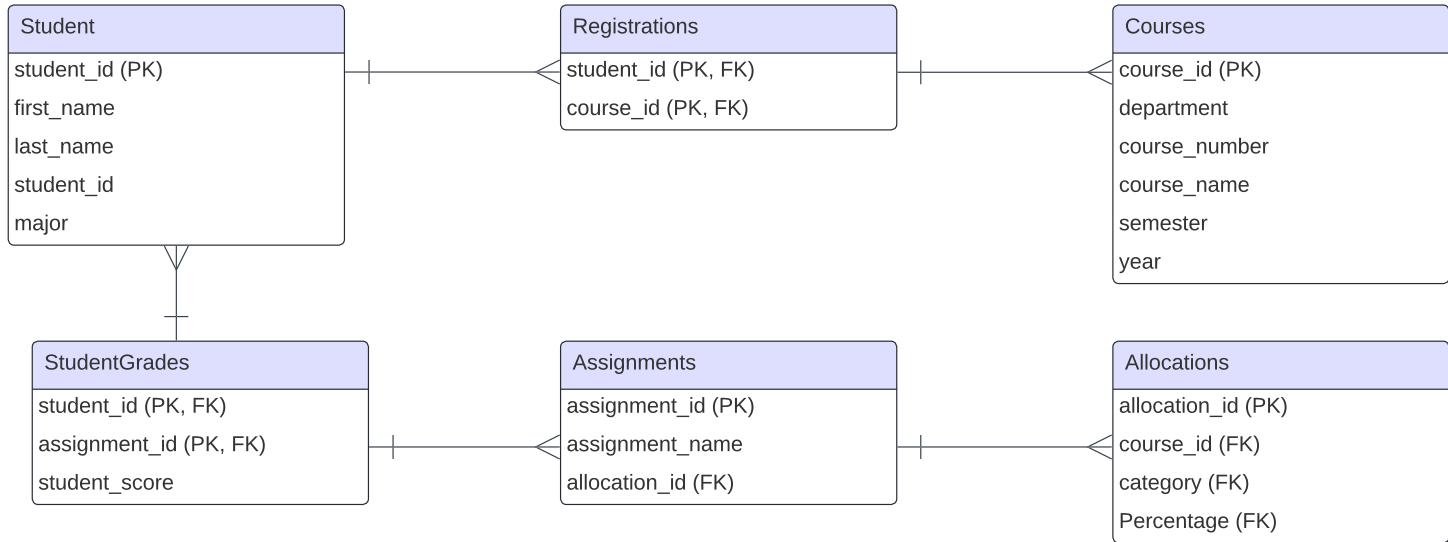 Student
student_id (PK)
first_name
last_name
student_id
major
Registrations
student_id (PK, FK)
course_id (PK, FK)
Courses
course_id (PK)
department
course_number
course_name
semester
year
StudentGrades
student_id (PK, FK)
assignment_id (PK, FK)
student_score
Assignments
assignment_id (PK)
assignment_name
allocation_id (FK)
Allocations
allocation_id (PK)
course_id (FK)
category (FK)
Percentage (FK)